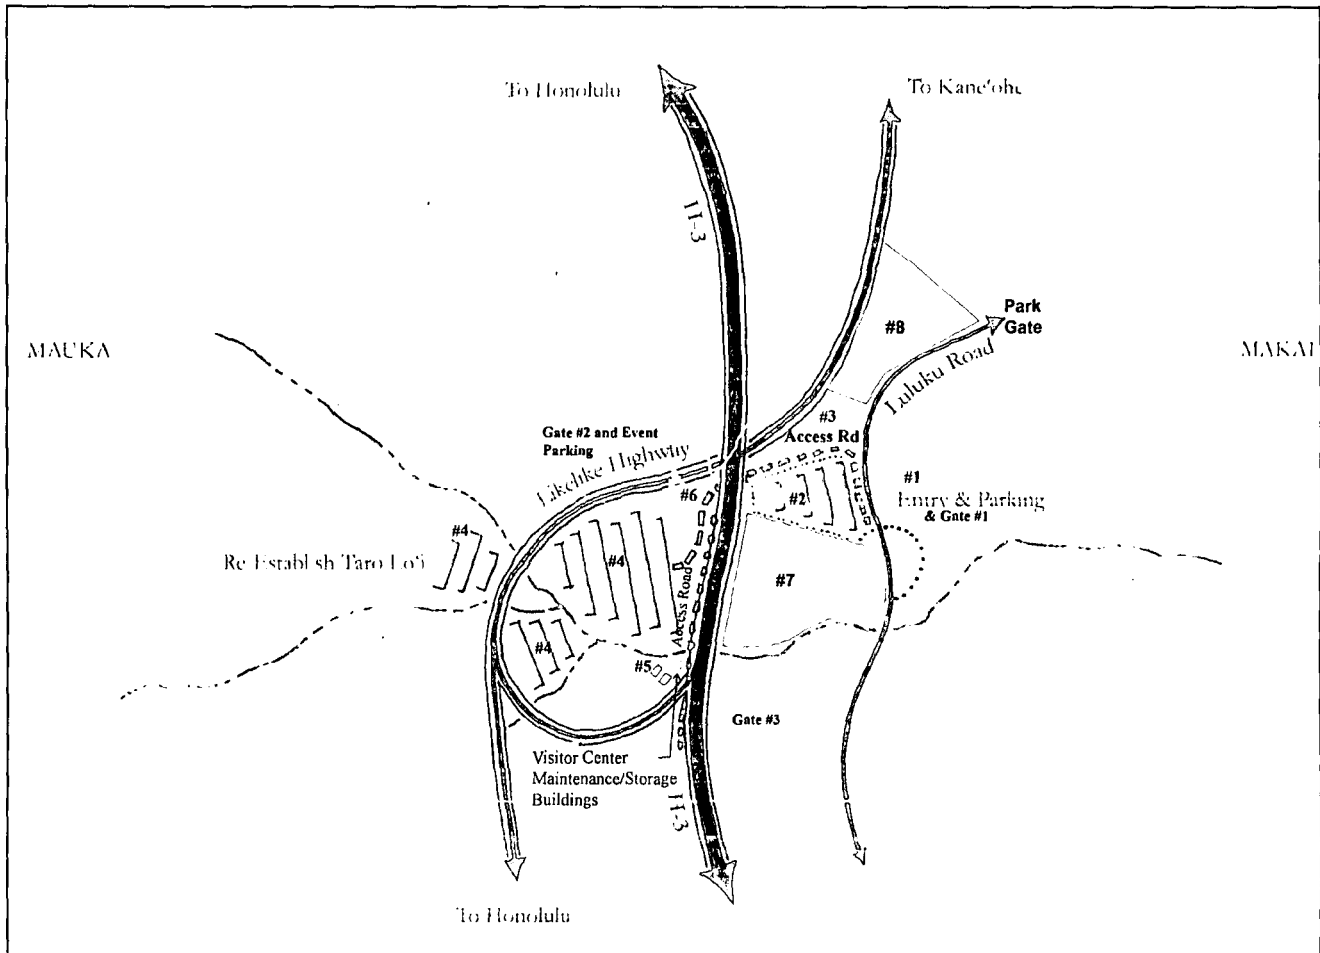 To Honolulu
To Kane'ohe
H-3
MAUKA
MAKAI
Park
Gate
#8
Luluku Road
#3
Access Rd
Gate #2 and Event
Parking
Likelike Highway
#6
#2
#1
Entry & Parking
& Gate #1
#4
Re-Establish Taro Lo'i
#4
#7
Access Road
#4
#5
Gate #3
Visitor Center
Maintenance/Storage
Buildings
H-3
To Honolulu